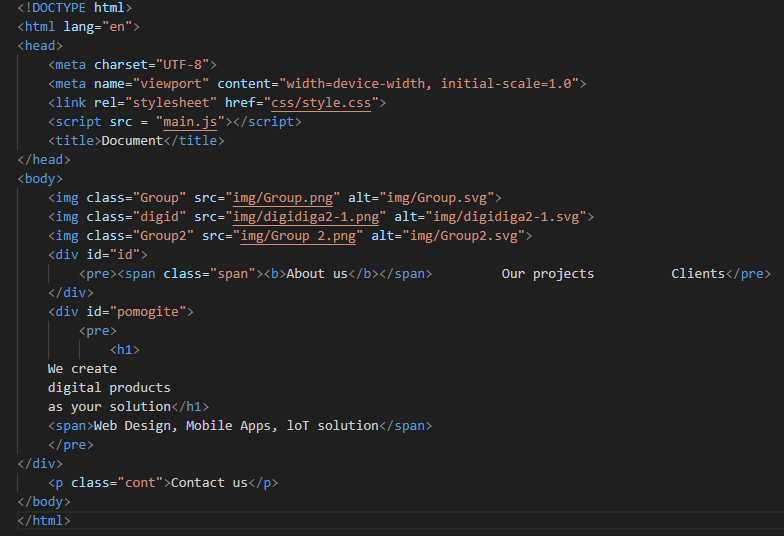 <!DOCTYPE html>
<html lang="en">
<head>
    <meta charset="UTF-8">
    <meta name="viewport" content="width=device-width, initial-scale=1.0">
    <link rel="stylesheet" href="css/style.css">
    <script src = "main.js"></script>
    <title>Document</title>
</head>
<body>
    <img class="Group" src="img/Group.png" alt="img/Group.svg">
    <img class="digid" src="img/digidiga2-1.png" alt="img/digidiga2-1.svg">
    <img class="Group2" src="img/Group 2.png" alt="img/Group2.svg">
    <div id="id">
        <pre><span class="span"><b>About us</b></span>         Our projects          Clients</pre>
    </div>
    <div id="pomogite">
        <pre>
            <h1>
    We create
    digital products
    as your solution</h1>
    <span>Web Design, Mobile Apps, loT solution</span>
    </pre>
</div>
    <p class="cont">Contact us</p>
</body>
</html>